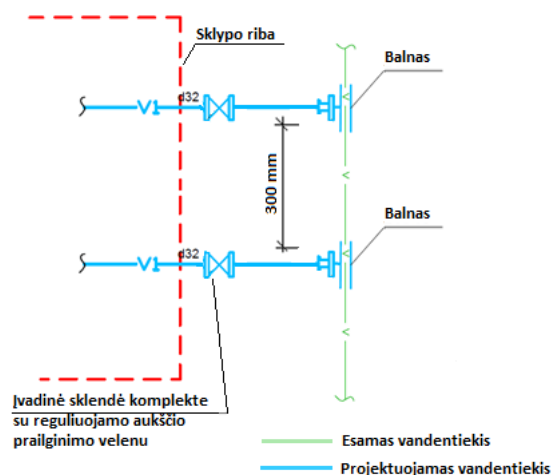 Sklypo riba
Balnas
V1
d32
300 mm
Balnas
V1
d32
Įvadinė sklendė komplekte
su reguliuojamo aukščio
prailginimo velenu
Esamas vandentiekis
Projektuojamas vandentiekis